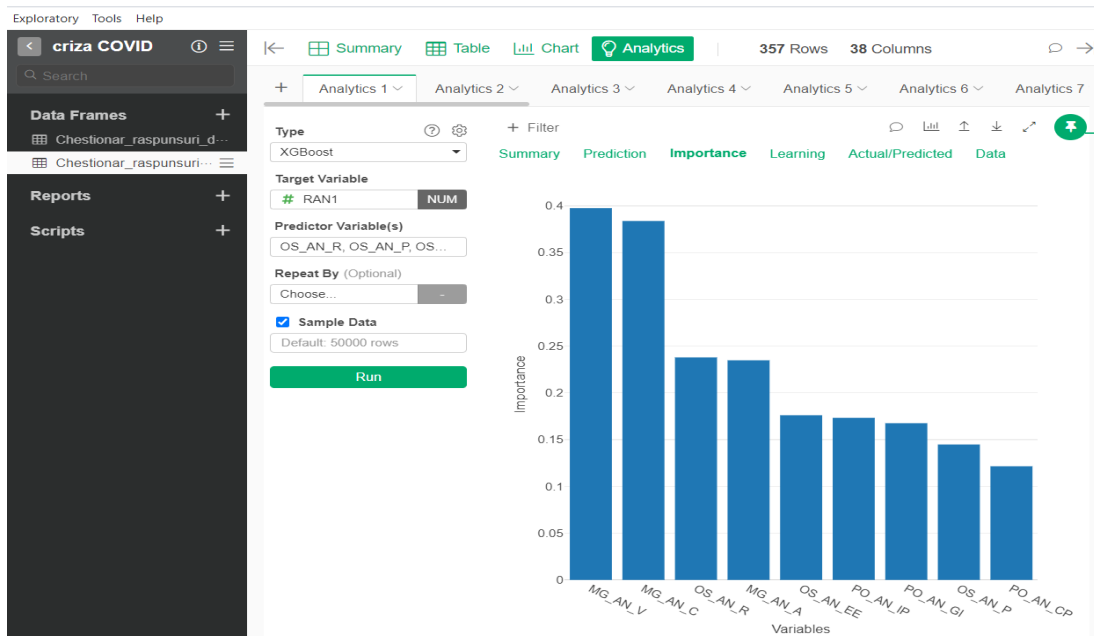 Exploratory Tools Help
criza COVID
Search
Data Frames +
Chestionar_raspunsuri_d...
Chestionar_raspunsuri...
Reports +
Scripts +
Summary Table Chart Analytics 357 Rows 38 Columns
+ Analytics 1 Analytics 2 Analytics 3 Analytics 4 Analytics 5 Analytics 6 Analytics 7
Type
XGBoost
Target Variable
# RAN1 NUM
Predictor Variable(s)
OS_AN_R, OS_AN_P, OS...
Repeat By (Optional)
Choose... -
Sample Data
Default: 50000 rows
Run
+ Filter
Summary Prediction Importance Learning Actual/Predicted Data
0.4
0.35
0.3
0.25
0.2
0.15
0.1
0.05
0
Importance
MG_AN_V MG_AN_C OS_AN_R MG_AN_A OS_AN_EE PO_AN_IP PO_AN_GI OS_AN_P PO_AN_CP
Variables